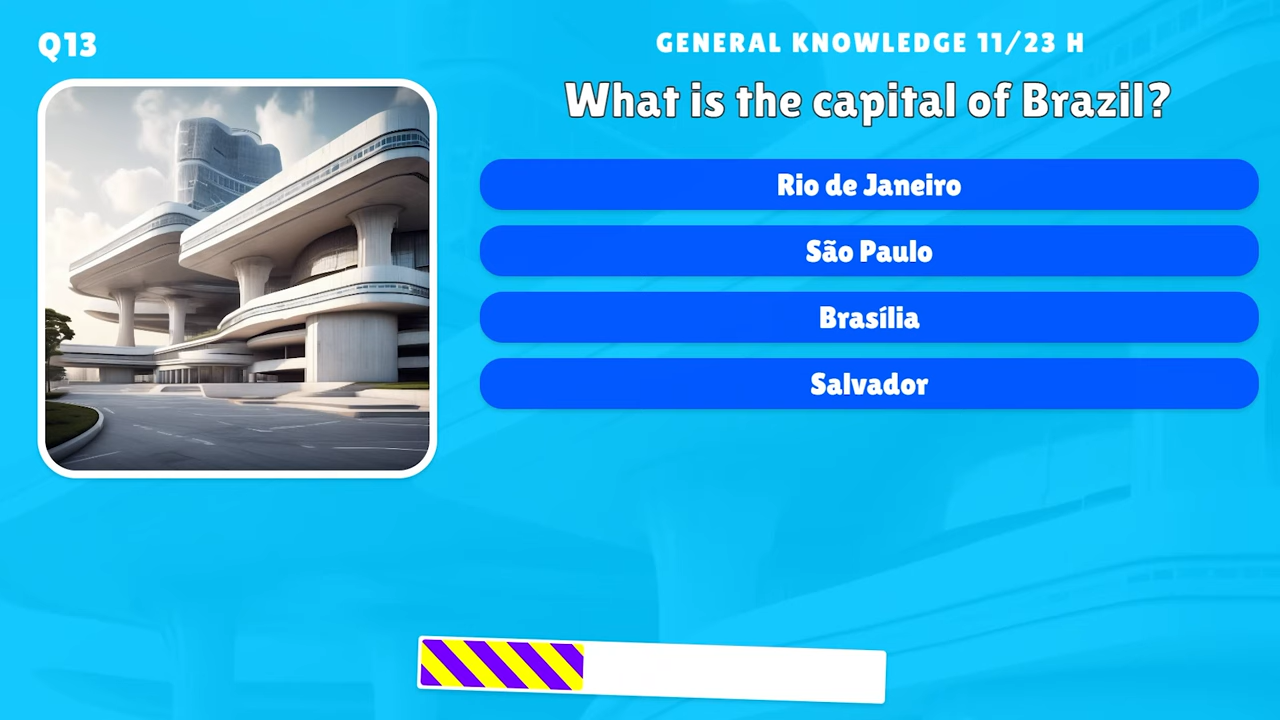 Q13
GENERAL KNOWLEDGE 11/23 H
What is the capital of Brazil?
Rio de Janeiro
São Paulo
Brasília
Salvador